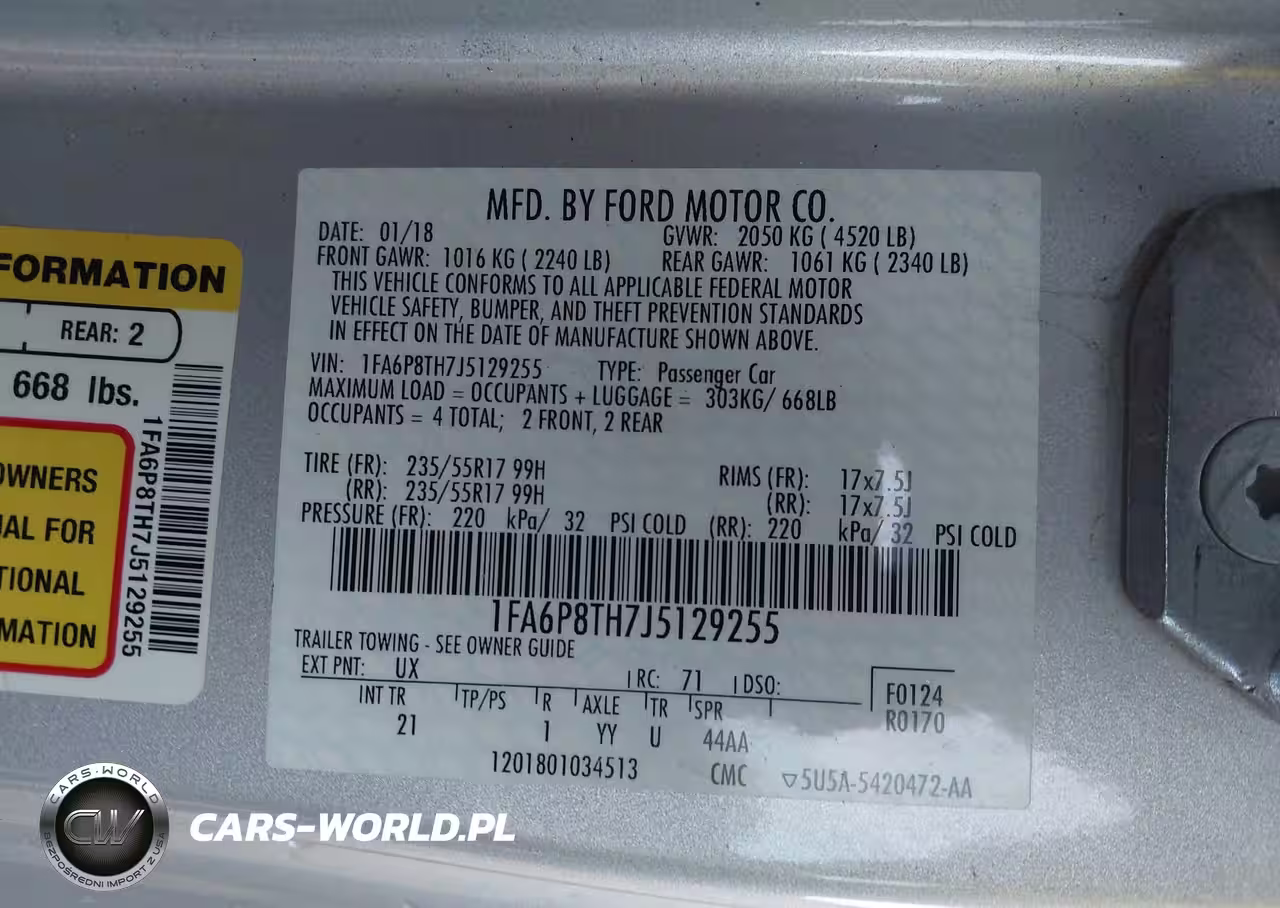 MFD. BY FORD MOTOR CO.
DATE: 01/18 GVWR: 2050 KG ( 4520 LB)
FRONT GAWR: 1016 KG ( 2240 LB) REAR GAWR: 1061 KG ( 2340 LB)
THIS VEHICLE CONFORMS TO ALL APPLICABLE FEDERAL MOTOR
VEHICLE SAFETY, BUMPER, AND THEFT PREVENTION STANDARDS
IN EFFECT ON THE DATE OF MANUFACTURE SHOWN ABOVE.
VIN: 1FA6P8TH7J5129255 TYPE: Passenger Car
MAXIMUM LOAD = OCCUPANTS + LUGGAGE = 303KG/ 668LB
OCCUPANTS = 4 TOTAL; 2 FRONT, 2 REAR
TIRE (FR): 235/55R17 99H RIMS (FR): 17x7.5J
(RR): 235/55R17 99H (RR): 17x7.5J
PRESSURE (FR): 220 kPa/ 32 PSI COLD (RR): 220 kPa/ 32 PSI COLD
1FA6P8TH7J5129255
TRAILER TOWING - SEE OWNER GUIDE
EXT PNT: UX RC: 71 DSO:
INT TR TP/PS R AXLE TR SPR
21 1 YY U 44AA
F0124
R0170
1201801034513 CMC ▽5U5A-5420472-AA
FORMATION
REAR: 2
668 lbs.
OWNERS
UAL FOR
TIONAL
MATION
1FA6P8TH7J5129255
CARS-WORLD
CW
BEZPOŚREDNI IMPORT Z USA
CARS-WORLD.PL